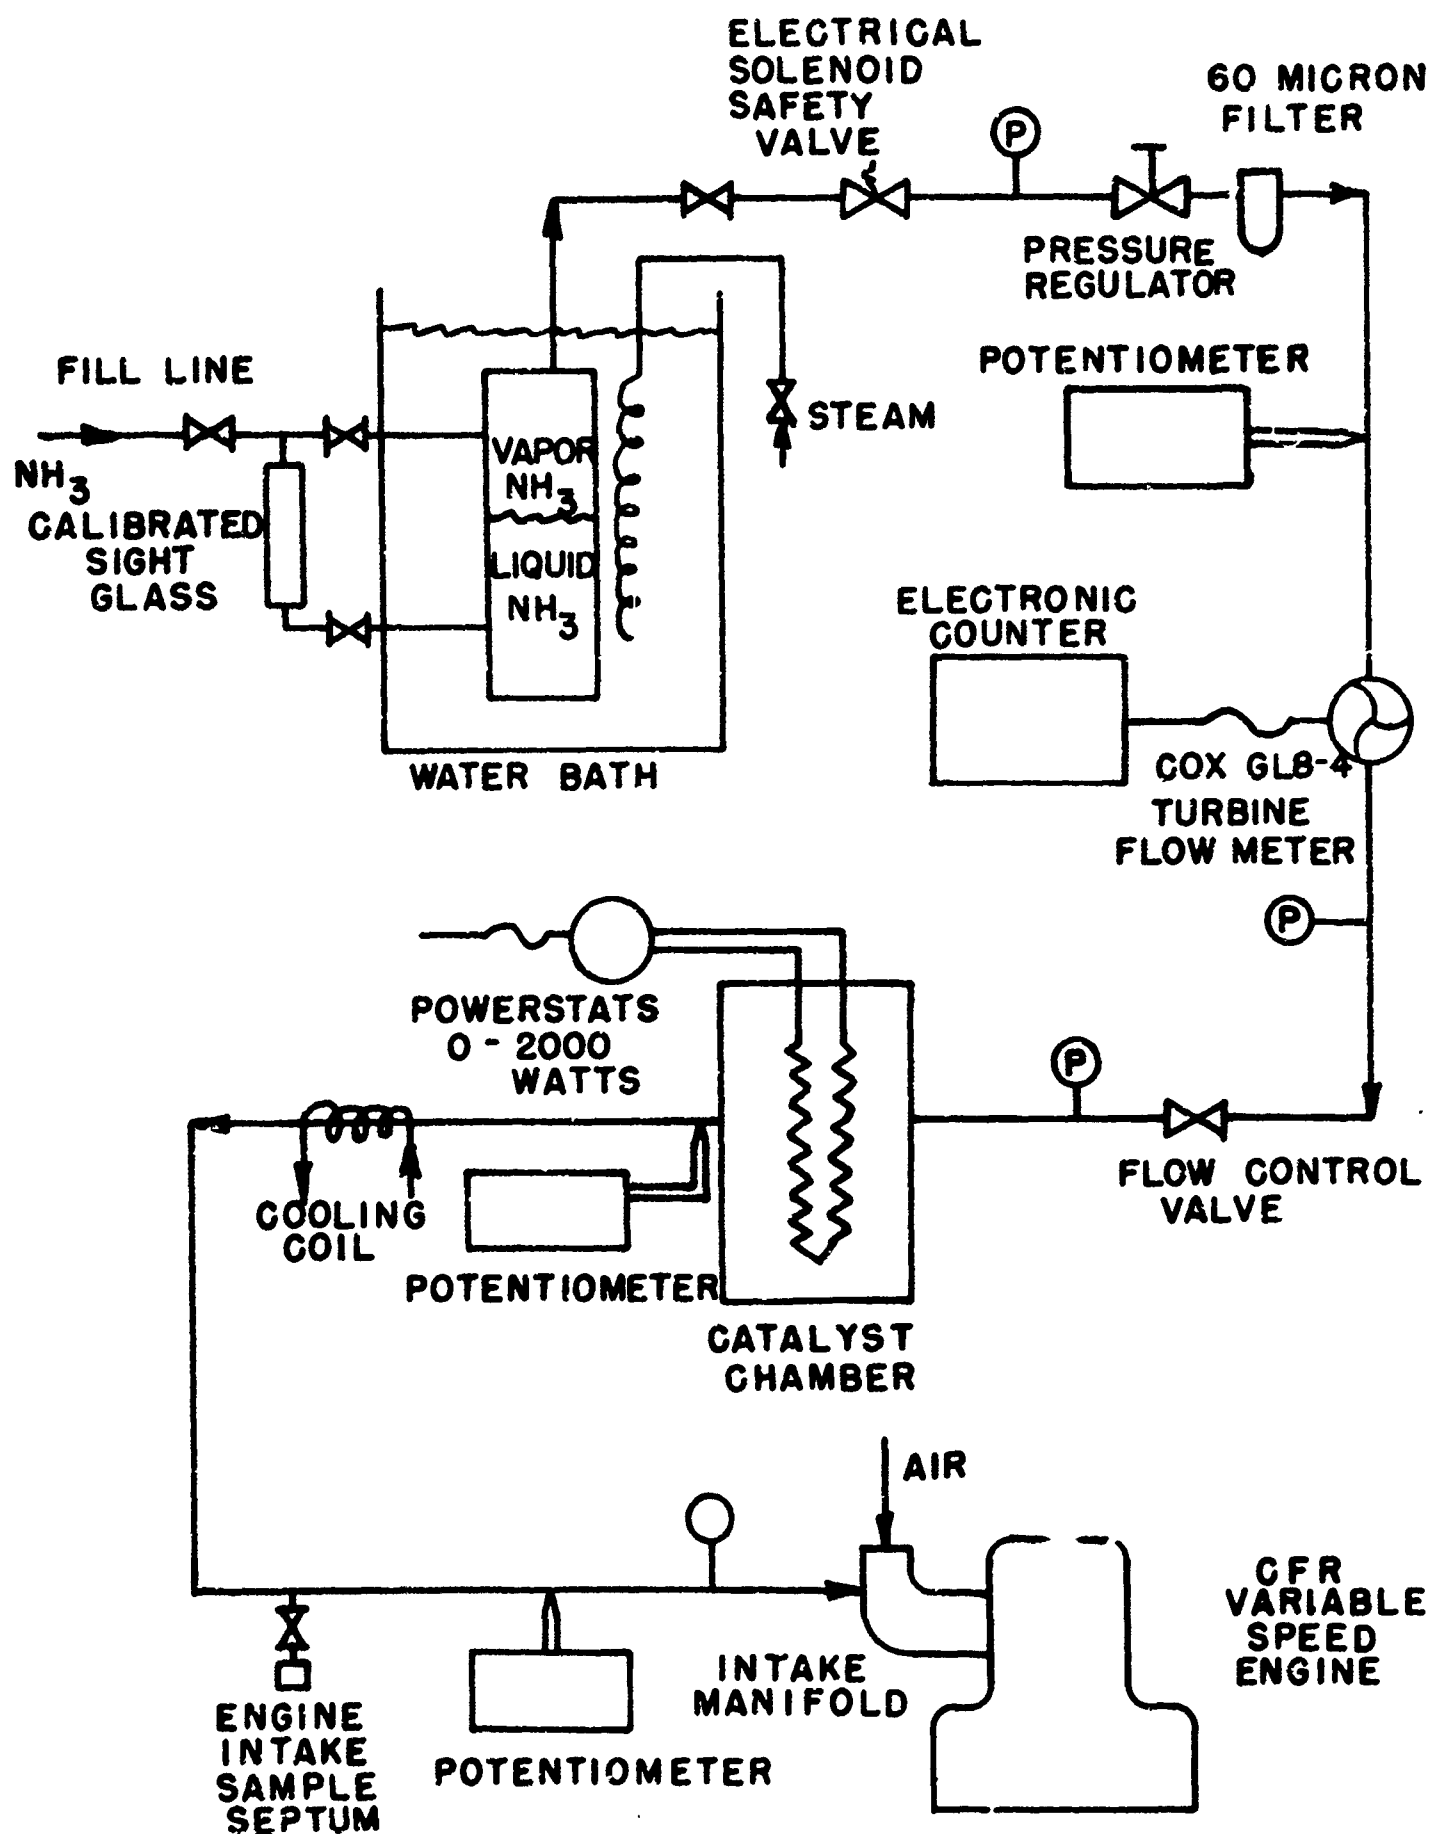 ELECTRICAL
SOLENOID
SAFETY
VALVE
P
60 MICRON
FILTER
PRESSURE
REGULATOR
FILL LINE
NH3
CALIBRATED
SIGHT
GLASS
VAPOR
NH3
LIQUID
NH3
STEAM
WATER BATH
POTENTIOMETER
ELECTRONIC
COUNTER
COX GL8-4
TURBINE
FLOW METER
P
POWERSTATS
0 - 2000
WATTS
P
FLOW CONTROL
VALVE
COOLING
COIL
POTENTIOMETER
CATALYST
CHAMBER
AIR
CFR
VARIABLE
SPEED
ENGINE
INTAKE
MANIFOLD
ENGINE
INTAKE
SAMPLE
SEPTUM
POTENTIOMETER